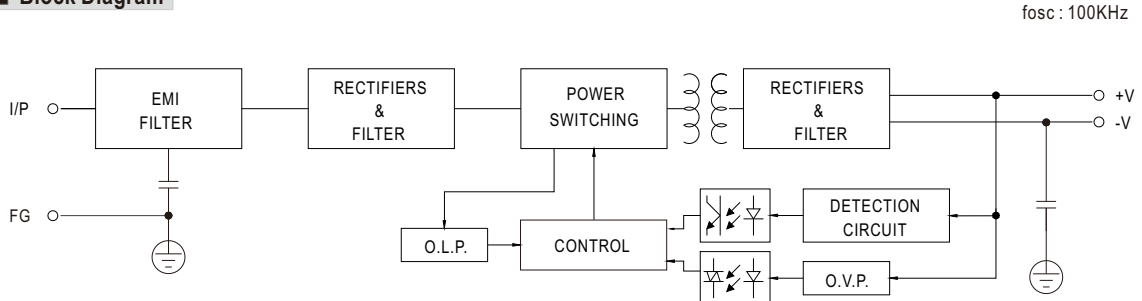 ■ Block Diagram
fosc : 100KHz
I/P
EMI
FILTER
RECTIFIERS
&
FILTER
POWER
SWITCHING
RECTIFIERS
&
FILTER
+V
-V
FG
O.L.P.
CONTROL
DETECTION
CIRCUIT
O.V.P.